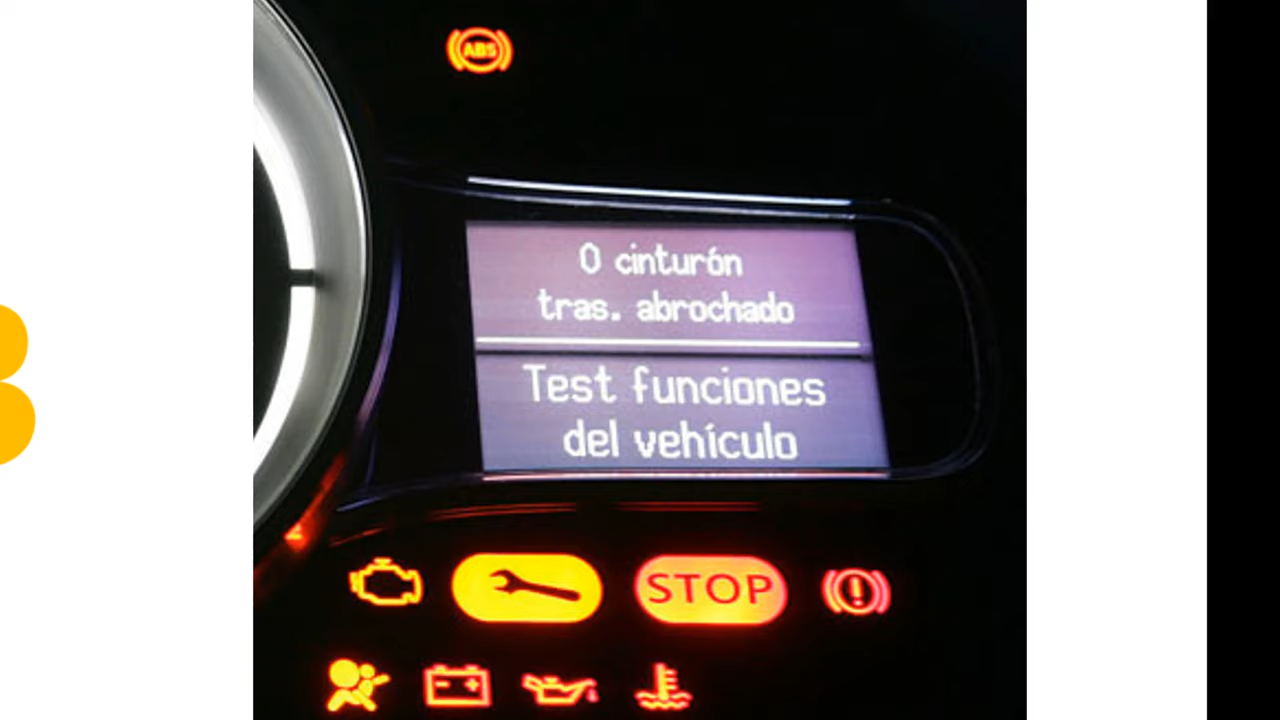 ABS
0 cinturón
tras. abrochado
Test funciones
del vehículo
STOP